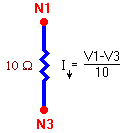 N1
10 Ω I = V1-V3
10
N3